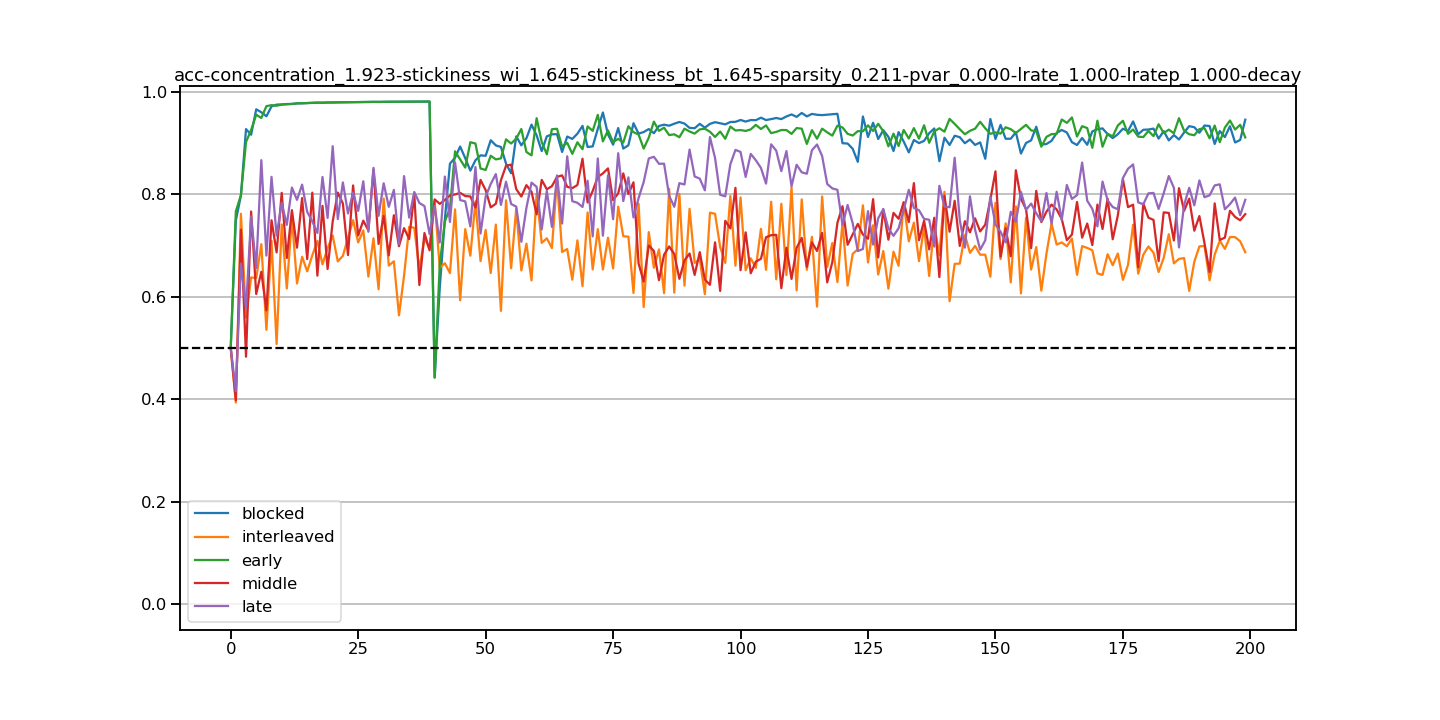 acc-concentration_1.923-stickiness_wi_1.645-stickiness_bt_1.645-sparsity_0.211-pvar_0.000-lrate_1.000-lratep_1.000-decay
1.0
0.8
0.6
0.4
0.2
0.0
blocked
interleaved
early
middle
late
0 25 50 75 100 125 150 175 200